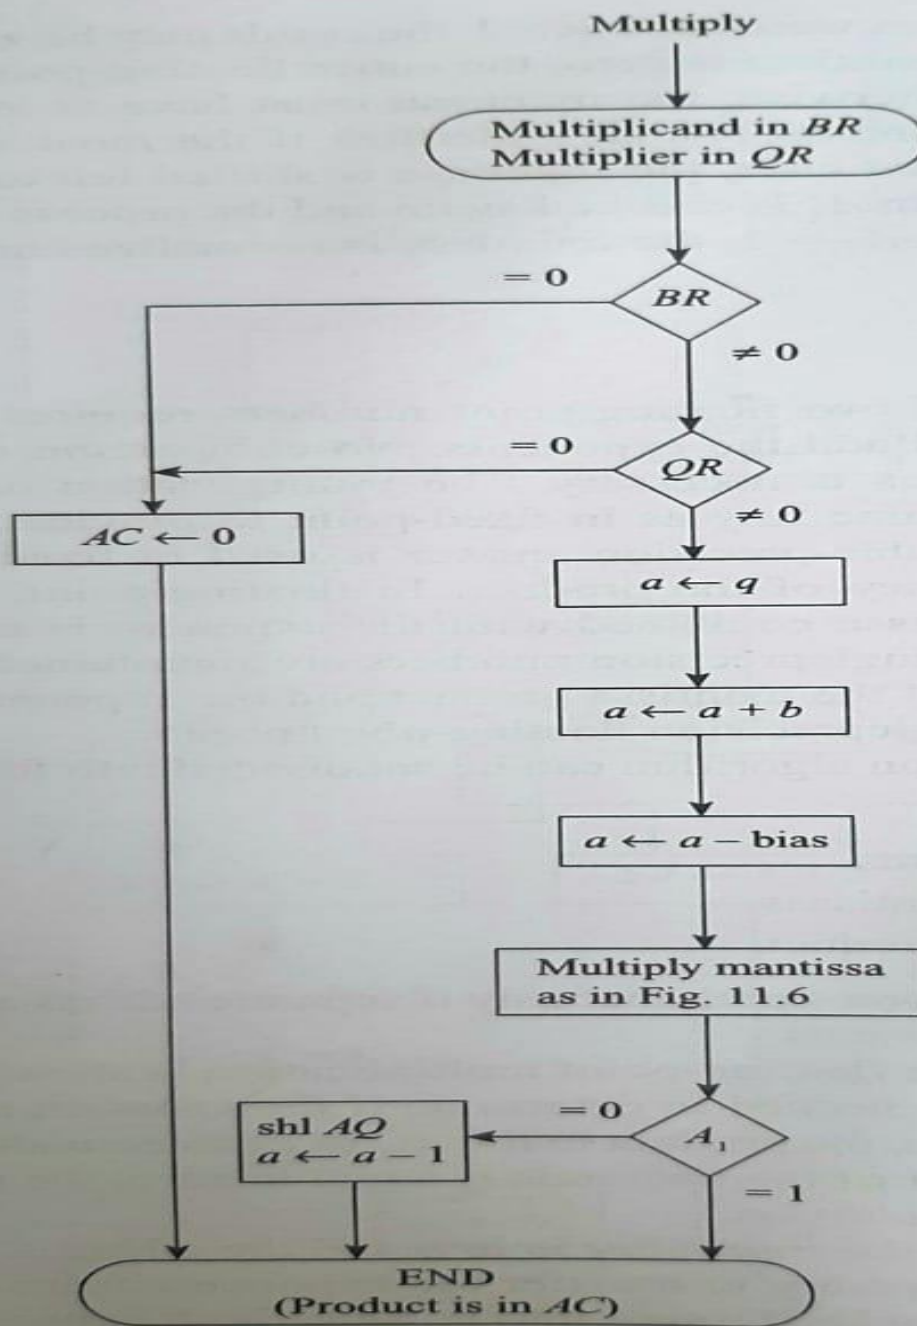 Multiply
Multiplicand in BR
Multiplier in QR
= 0
BR
≠ 0
=0
QR
≠0
AC ← 0
a ← q
a ← a + b
a ← a − bias
Multiply mantissa
as in Fig. 11.6
=0
A₁
shl AQ
a ← a − 1
= 1
END
(Product is in AC)